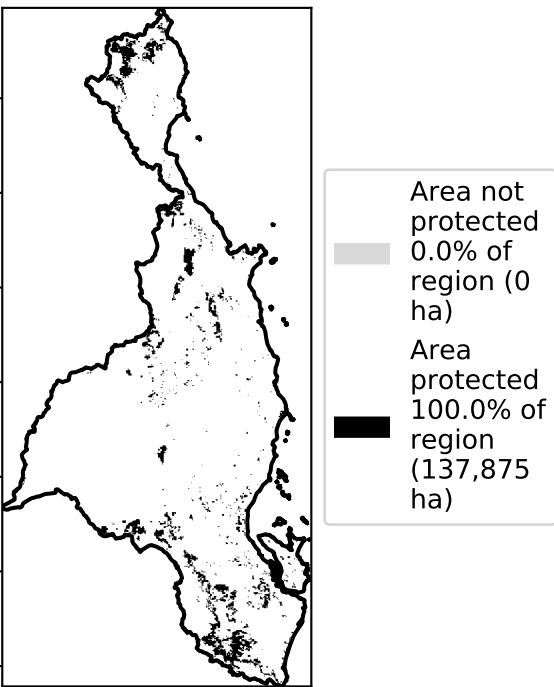 Area not
protected
0.0% of
region (0
ha)
Area
protected
100.0% of
region
(137,875
ha)